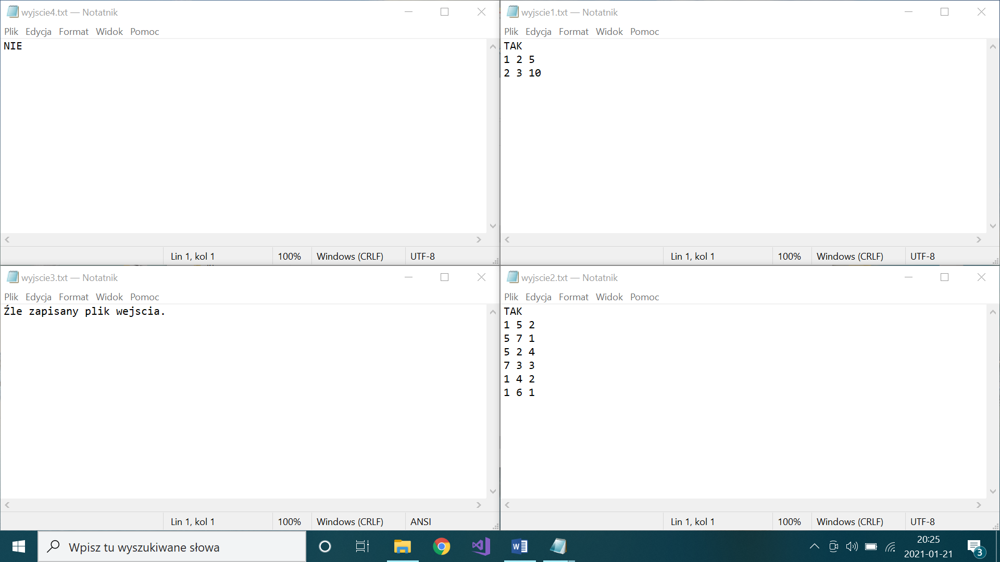 wyjscie4.txt — Notatnik
Plik Edycja Format Widok Pomoc
NIE
Lin 1, kol 1 100% Windows (CRLF) UTF-8
wyjscie1.txt — Notatnik
Plik Edycja Format Widok Pomoc
TAK
1 2 5
2 3 10
Lin 1, kol 1 100% Windows (CRLF) UTF-8
wyjscie3.txt — Notatnik
Plik Edycja Format Widok Pomoc
Źle zapisany plik wejscia.
Lin 1, kol 1 100% Windows (CRLF) ANSI
wyjscie2.txt — Notatnik
Plik Edycja Format Widok Pomoc
TAK
1 5 2
5 7 1
5 2 4
7 3 3
1 4 2
1 6 1
Lin 1, kol 1 100% Windows (CRLF) UTF-8
Wpisz tu wyszukiwane słowa
W
20:25
2021-01-21
3